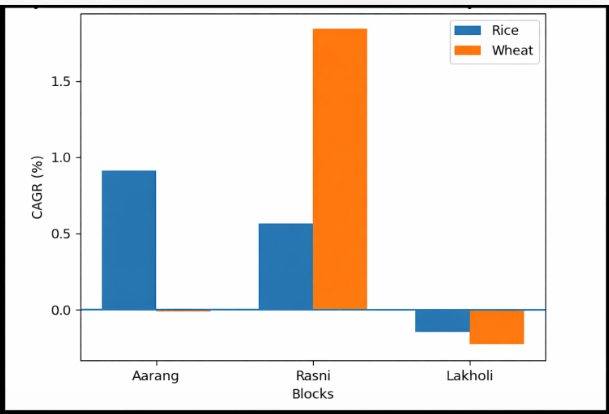 Rice
Wheat
1.5
1.0
0.5
0.0
CAGR (%)
Aarang Rasni Lakholi
Blocks